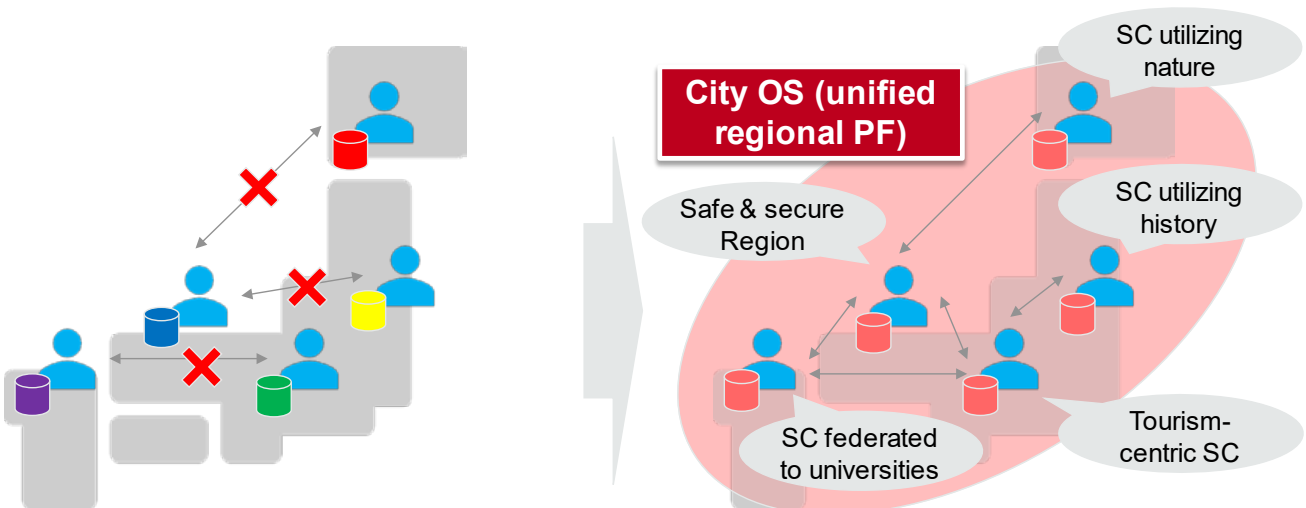 SC utilizing
nature
City OS (unified
regional PF)
SC utilizing
history
Safe & secure
Region
SC federated
to universities
Tourism-
centric SC